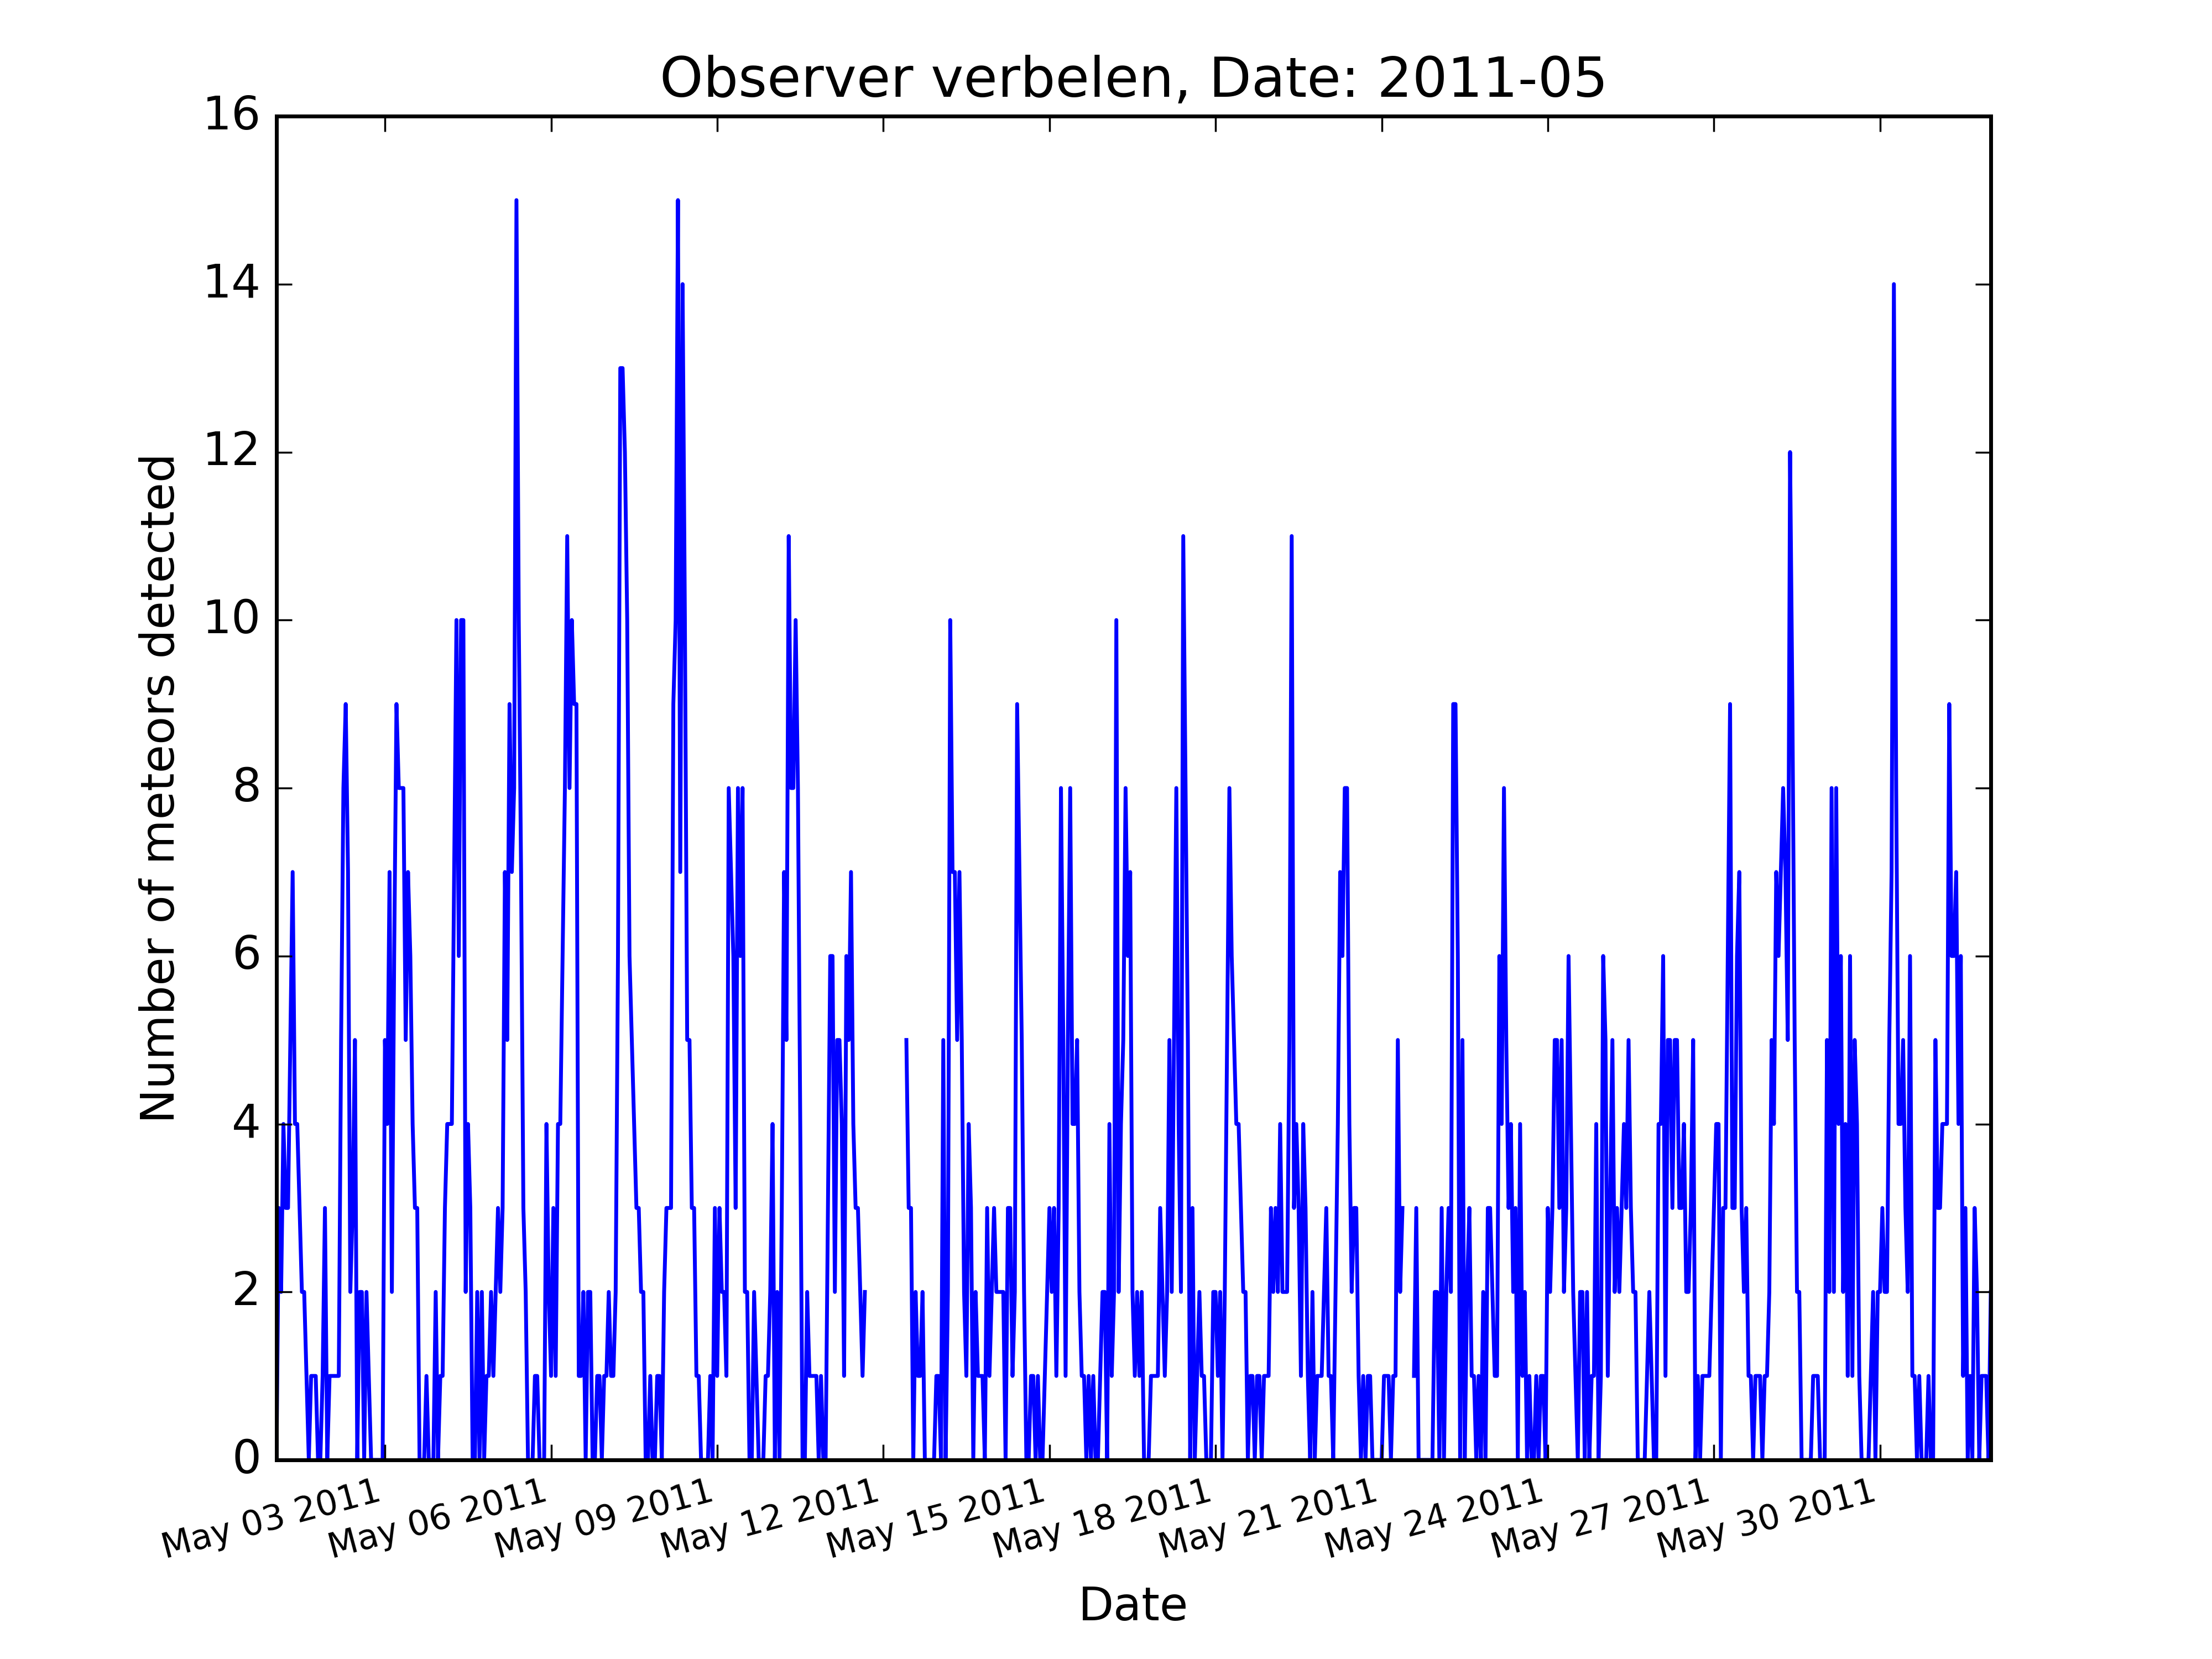 Observer verbelen, Date: 2011-05
16
14
12
10
8
6
4
2
0
Number of meteors detected
May 03 2011
May 06 2011
May 09 2011
May 12 2011
May 15 2011
May 18 2011
May 21 2011
May 24 2011
May 27 2011
May 30 2011
Date